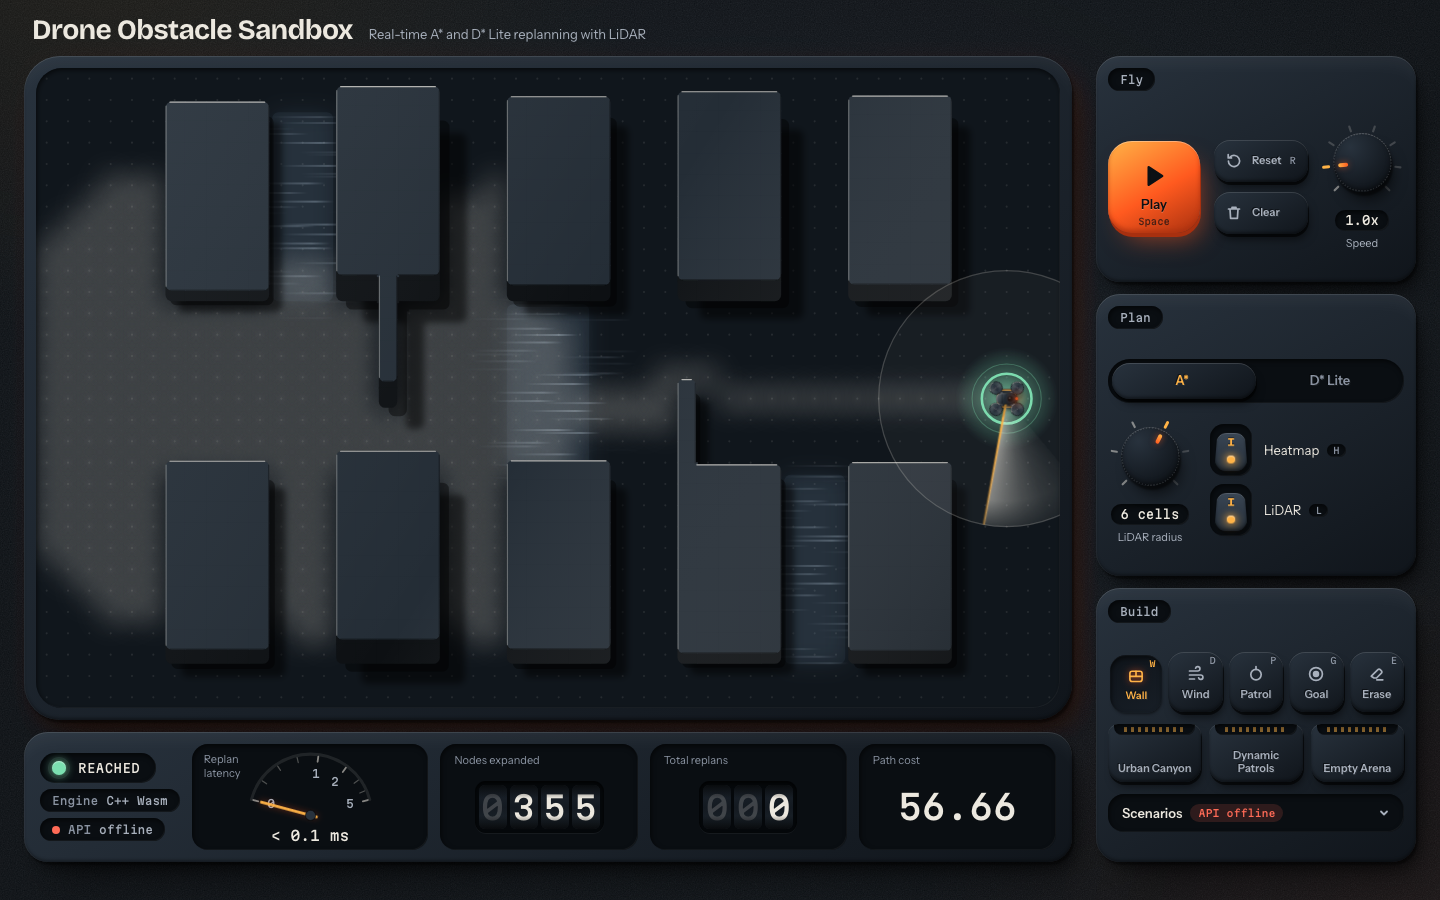 Drone Obstacle Sandbox
Real-time A* and D* Lite replanning with LiDAR
Fly
Play
Space
Reset R
Clear
1.0x
Speed
Plan
A*
D* Lite
6 cells
LiDAR radius
I
Heatmap H
I
LiDAR L
Build
W
Wall
D
Wind
P
Patrol
G
Goal
E
Erase
Urban Canyon
Dynamic
Patrols
Empty Arena
Scenarios API offline
REACHED
Engine C++ Wasm
API offline
Replan
latency
0 1 2 5
< 0.1 ms
Nodes expanded
0355
Total replans
000
Path cost
56.66